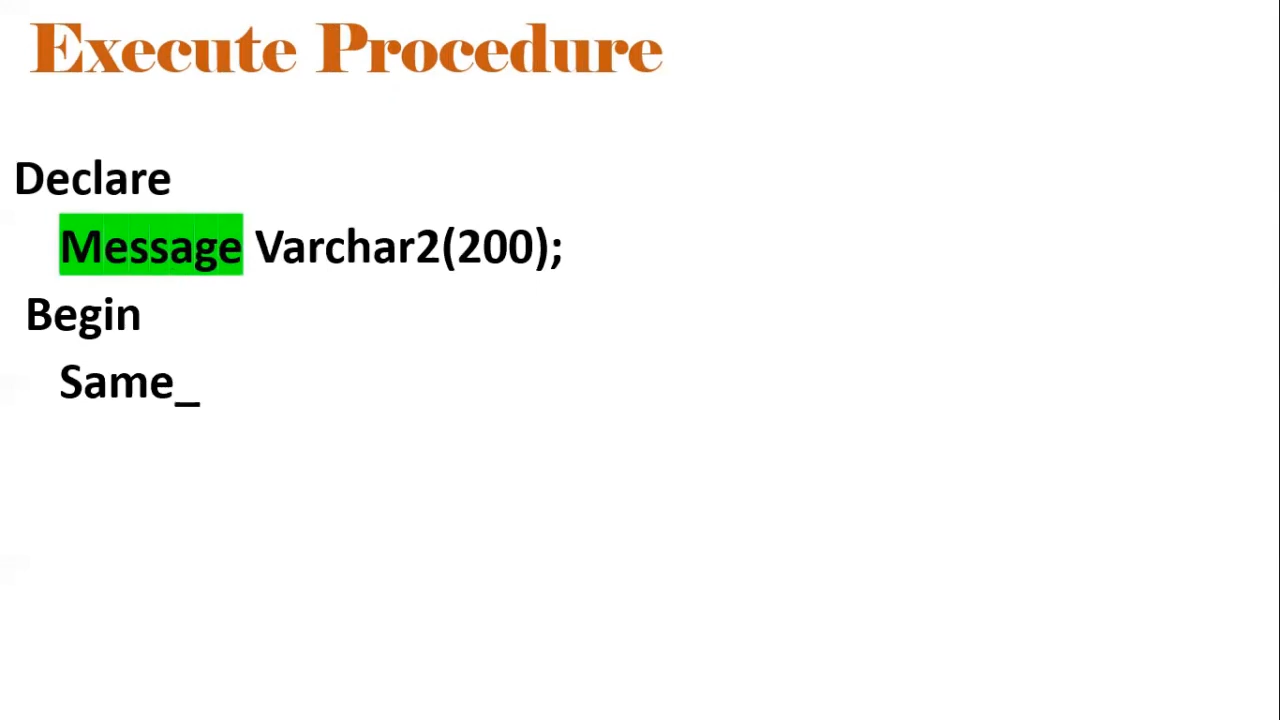 Execute Procedure
Declare
Message Varchar2(200);
Begin
Same_